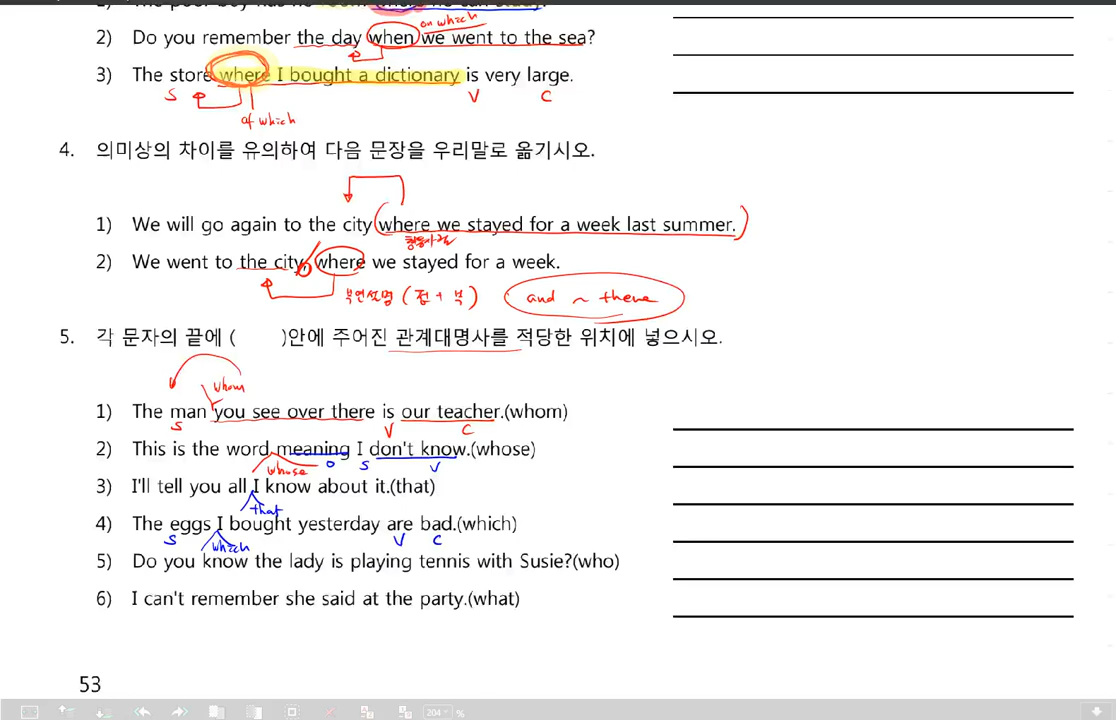 2) Do you remember the day when we went to the sea?
on which
3) The store where I bought a dictionary is very large.
S V C
at which
4. 의미상의 차이를 유의하여 다음 문장을 우리말로 옮기시오.
1) We will go again to the city (where we stayed for a week last summer.)
2) We went to the city, where we stayed for a week.
부연설명 (접 + 부) and ~ there
5. 각 문자의 끝에 ( )안에 주어진 관계대명사를 적당한 위치에 넣으시오.
whom
1) The man you see over there is our teacher.(whom)
S V C
2) This is the word meaning I don't know.(whose)
whose O S V
3) I'll tell you all I know about it.(that)
that
4) The eggs I bought yesterday are bad.(which)
S which V C
5) Do you know the lady is playing tennis with Susie?(who)
6) I can't remember she said at the party.(what)
53
204 %